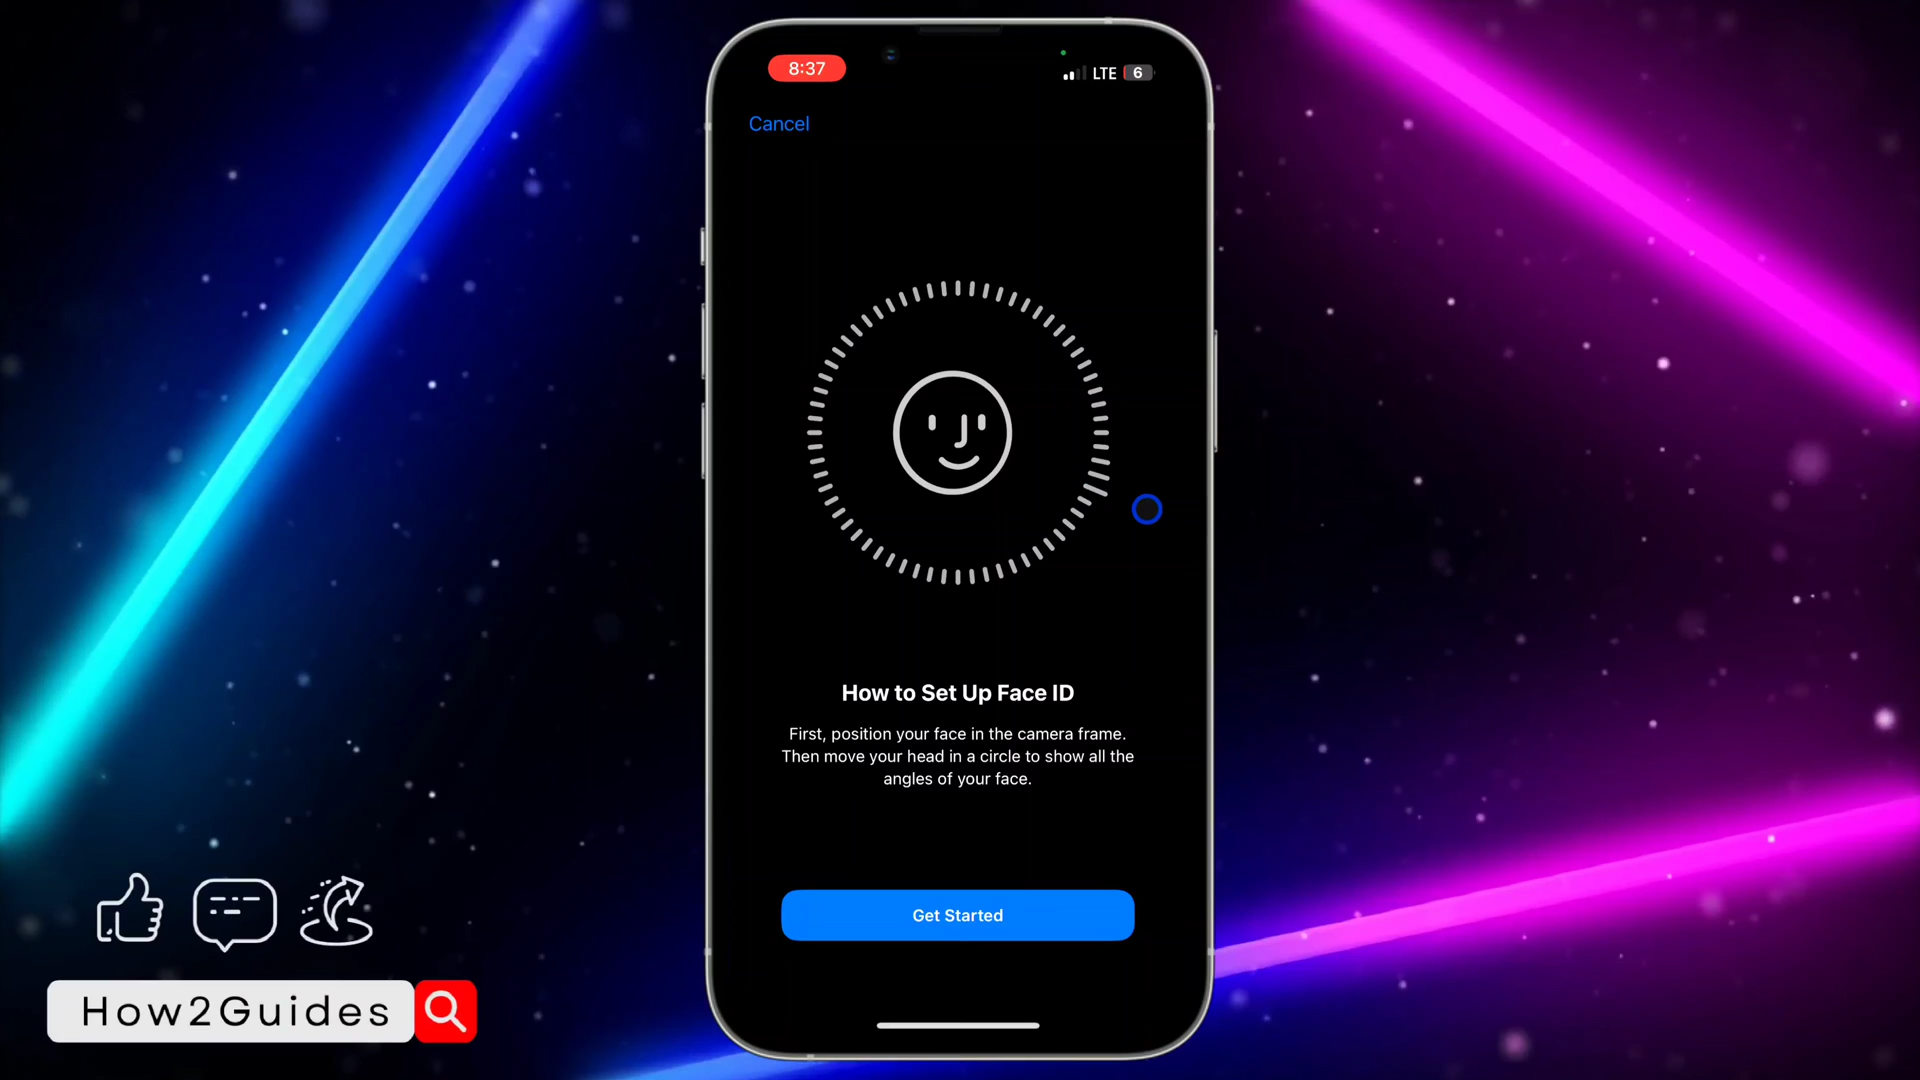 8:37
LTE 6
Cancel
How to Set Up Face ID
First, position your face in the camera frame.
Then move your head in a circle to show all the
angles of your face.
Get Started
How2Guides